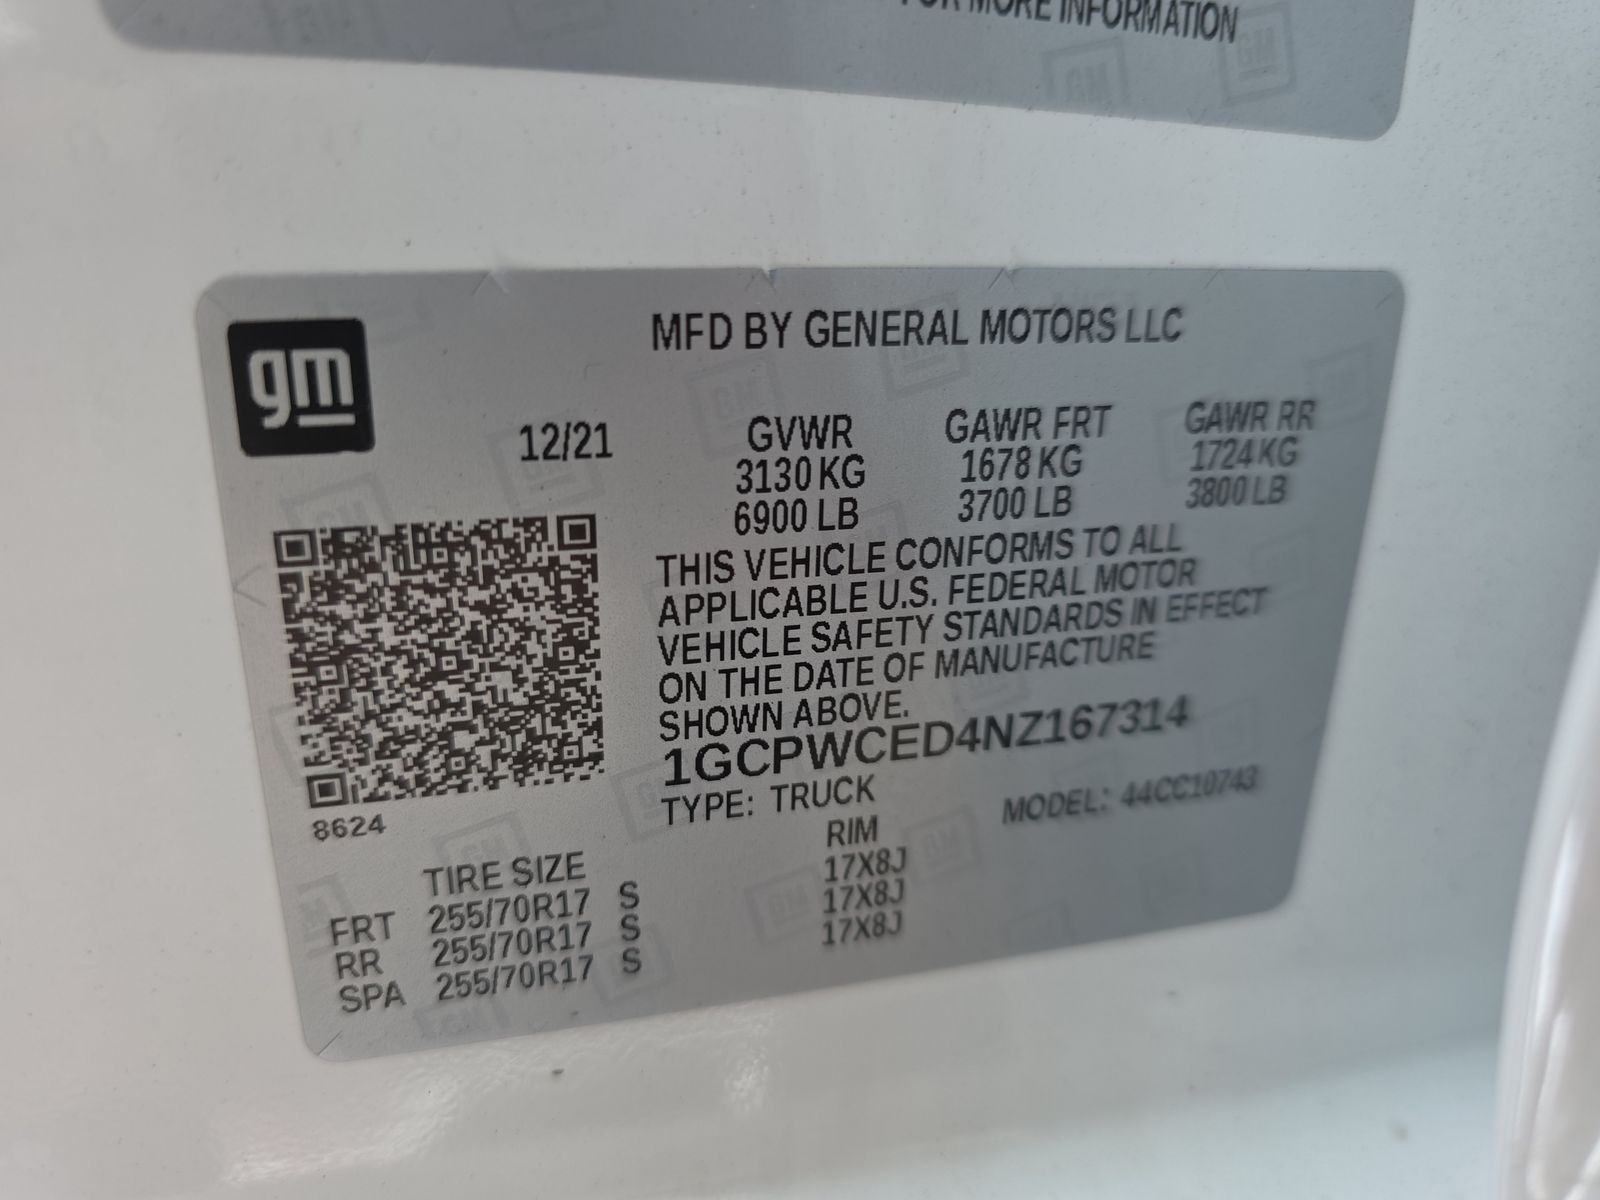 FOR MORE INFORMATION
gm
MFD BY GENERAL MOTORS LLC
12/21
GVWR GAWR FRT GAWR RR
3130 KG 1678 KG 1724 KG
6900 LB 3700 LB 3800 LB
THIS VEHICLE CONFORMS TO ALL
APPLICABLE U.S. FEDERAL MOTOR
VEHICLE SAFETY STANDARDS IN EFFECT
ON THE DATE OF MANUFACTURE
SHOWN ABOVE.
1GCPWCED4NZ167314
TYPE: TRUCK MODEL: 44CC10743
8624
TIRE SIZE RIM
FRT 255/70R17 S 17X8J
RR 255/70R17 S 17X8J
SPA 255/70R17 S 17X8J